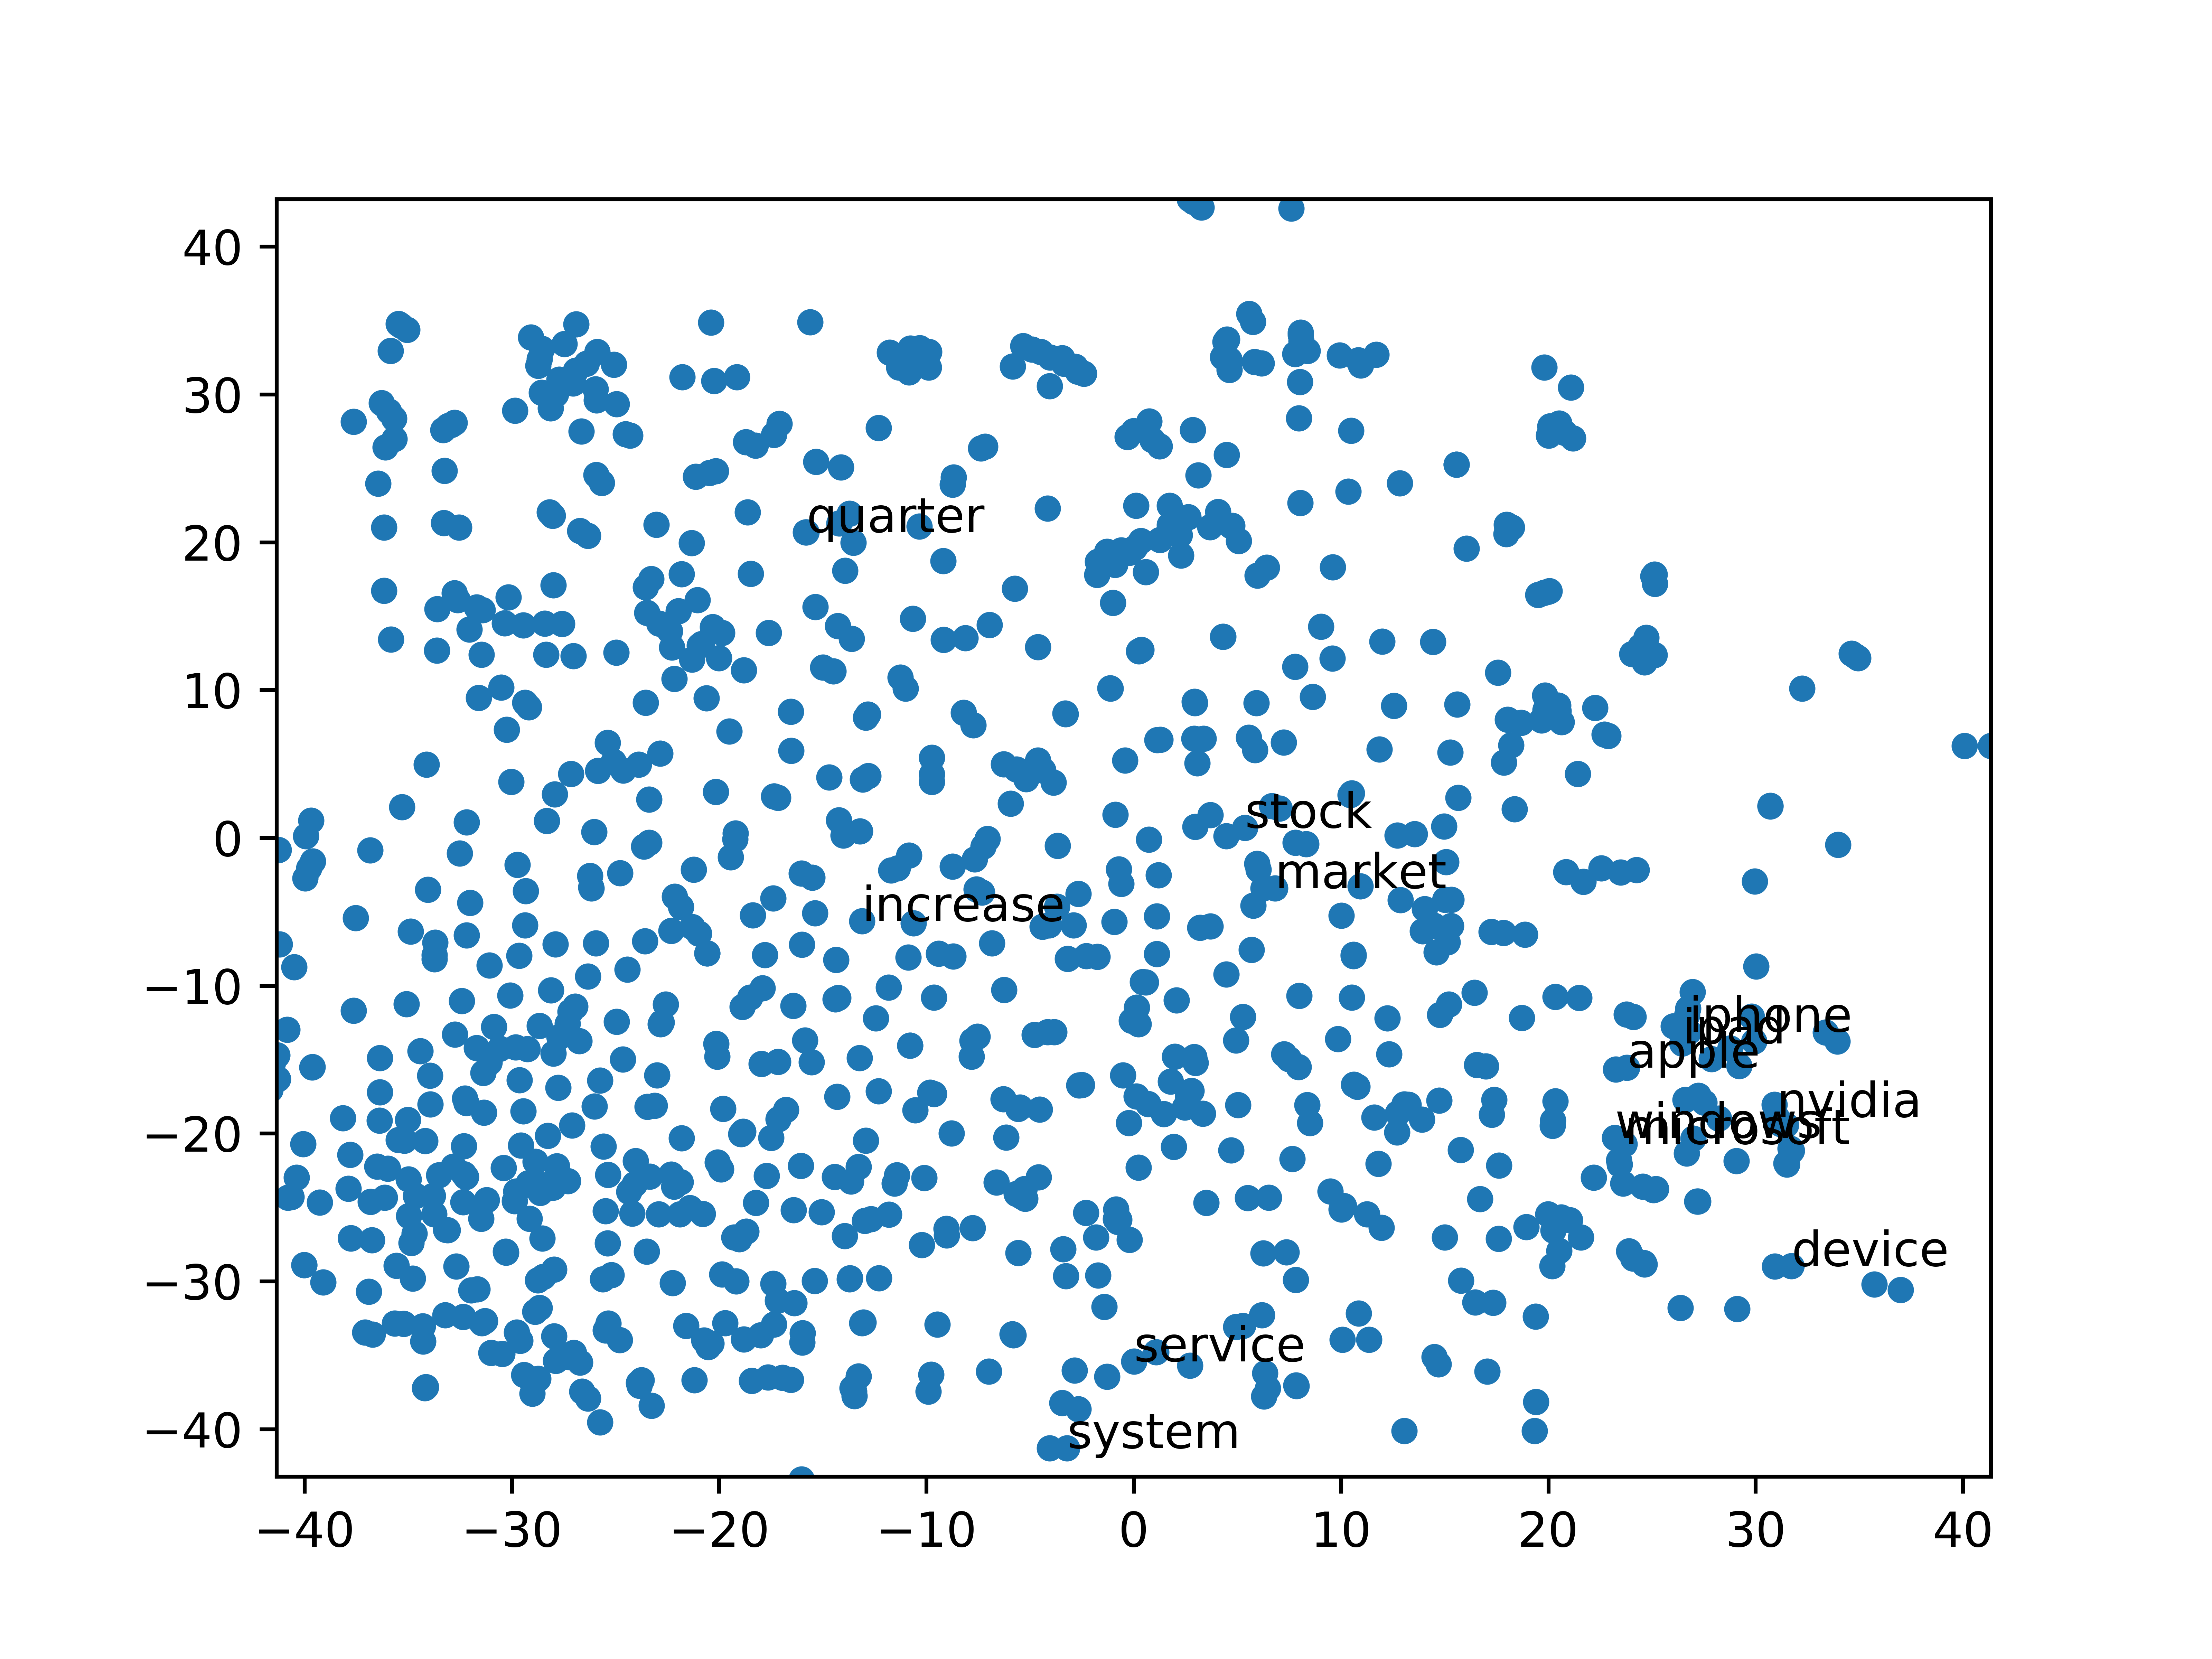 40
30
20
10
0
−10
−20
−30
−40
quarter
stock
market
increase
iphone
ipad
apple
nvidia
windows
microsoft
device
service
system
−40 −30 −20 −10 0 10 20 30 40